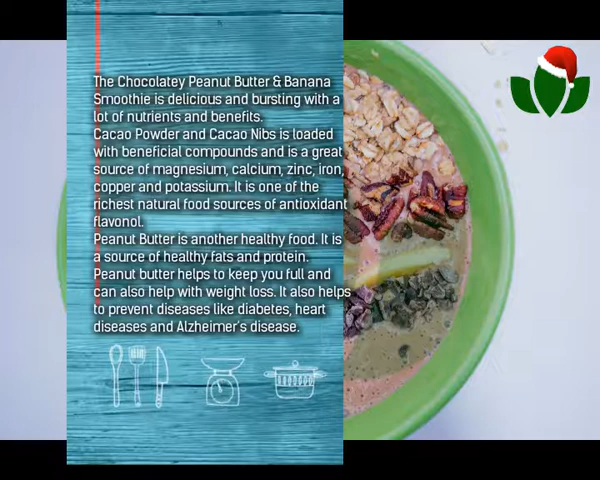 The Chocolatey Peanut Butter & Banana
Smoothie is delicious and bursting with a
lot of nutrients and benefits.
Cacao Powder and Cacao Nibs is loaded
with beneficial compounds and is a great
source of magnesium, calcium, zinc, iron,
copper and potassium. It is one of the
richest natural food sources of antioxidant
flavonol.
Peanut Butter is another healthy food. It is
a source of healthy fats and protein.
Peanut butter helps to keep you full and
can also help with weight loss. It also helps
to prevent diseases like diabetes, heart
diseases and Alzheimer's disease.